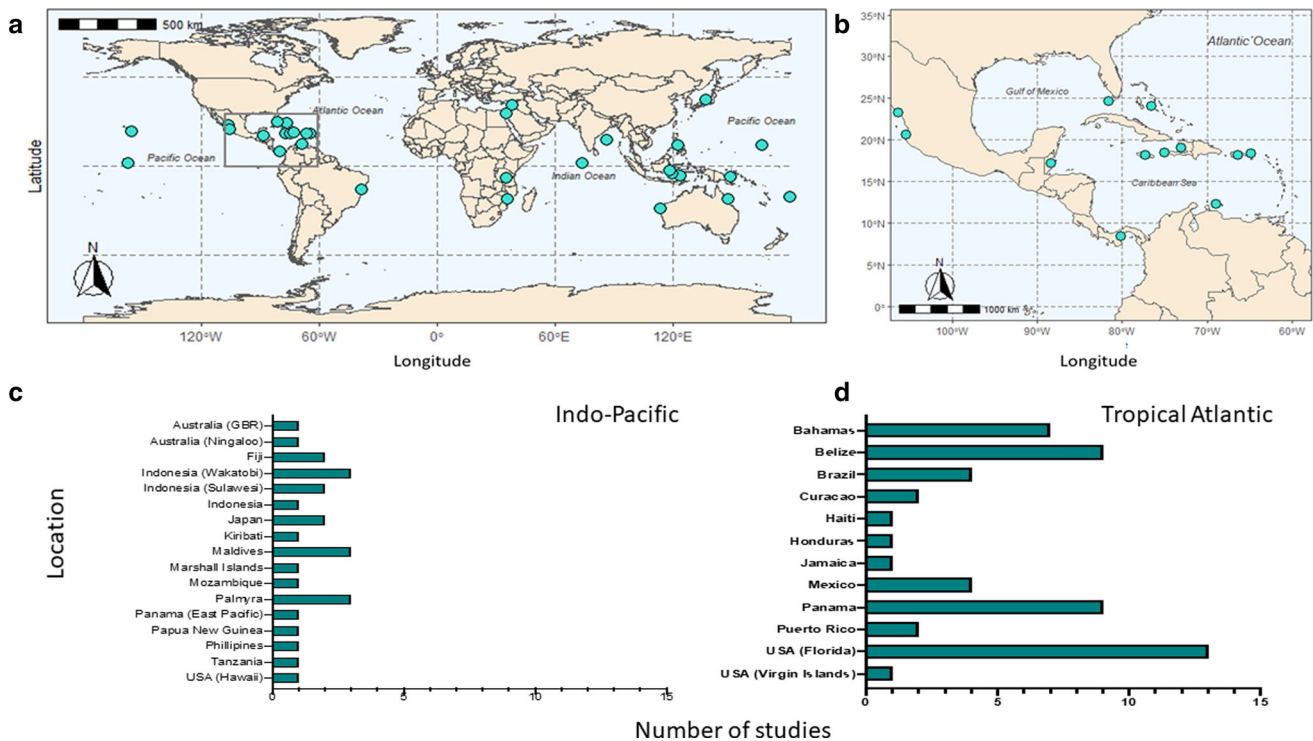 a
500 km
Atlantic Ocean
Pacific Ocean
Pacific Ocean
Indian Ocean
N
Latitude
120°W
60°W
0°
60°E
120°E
Longitude
b
35°N
30°N
25°N
20°N
15°N
10°N
5°N
0°
Atlantic Ocean
Gulf of Mexico
Caribbean Sea
N
1000 km
100°W
90°W
80°W
70°W
60°W
Longitude
c
Indo-Pacific
Location
Australia (GBR)
Australia (Ningaloo)
Fiji
Indonesia (Wakatobi)
Indonesia (Sulawesi)
Indonesia
Japan
Kiribati
Maldives
Marshall Islands
Mozambique
Palmyra
Panama (East Pacific)
Papua New Guinea
Phillipines
Tanzania
USA (Hawaii)
0
5
10
15
d
Tropical Atlantic
Bahamas
Belize
Brazil
Curacao
Haiti
Honduras
Jamaica
Mexico
Panama
Puerto Rico
USA (Florida)
USA (Virgin Islands)
0
5
10
15
Number of studies